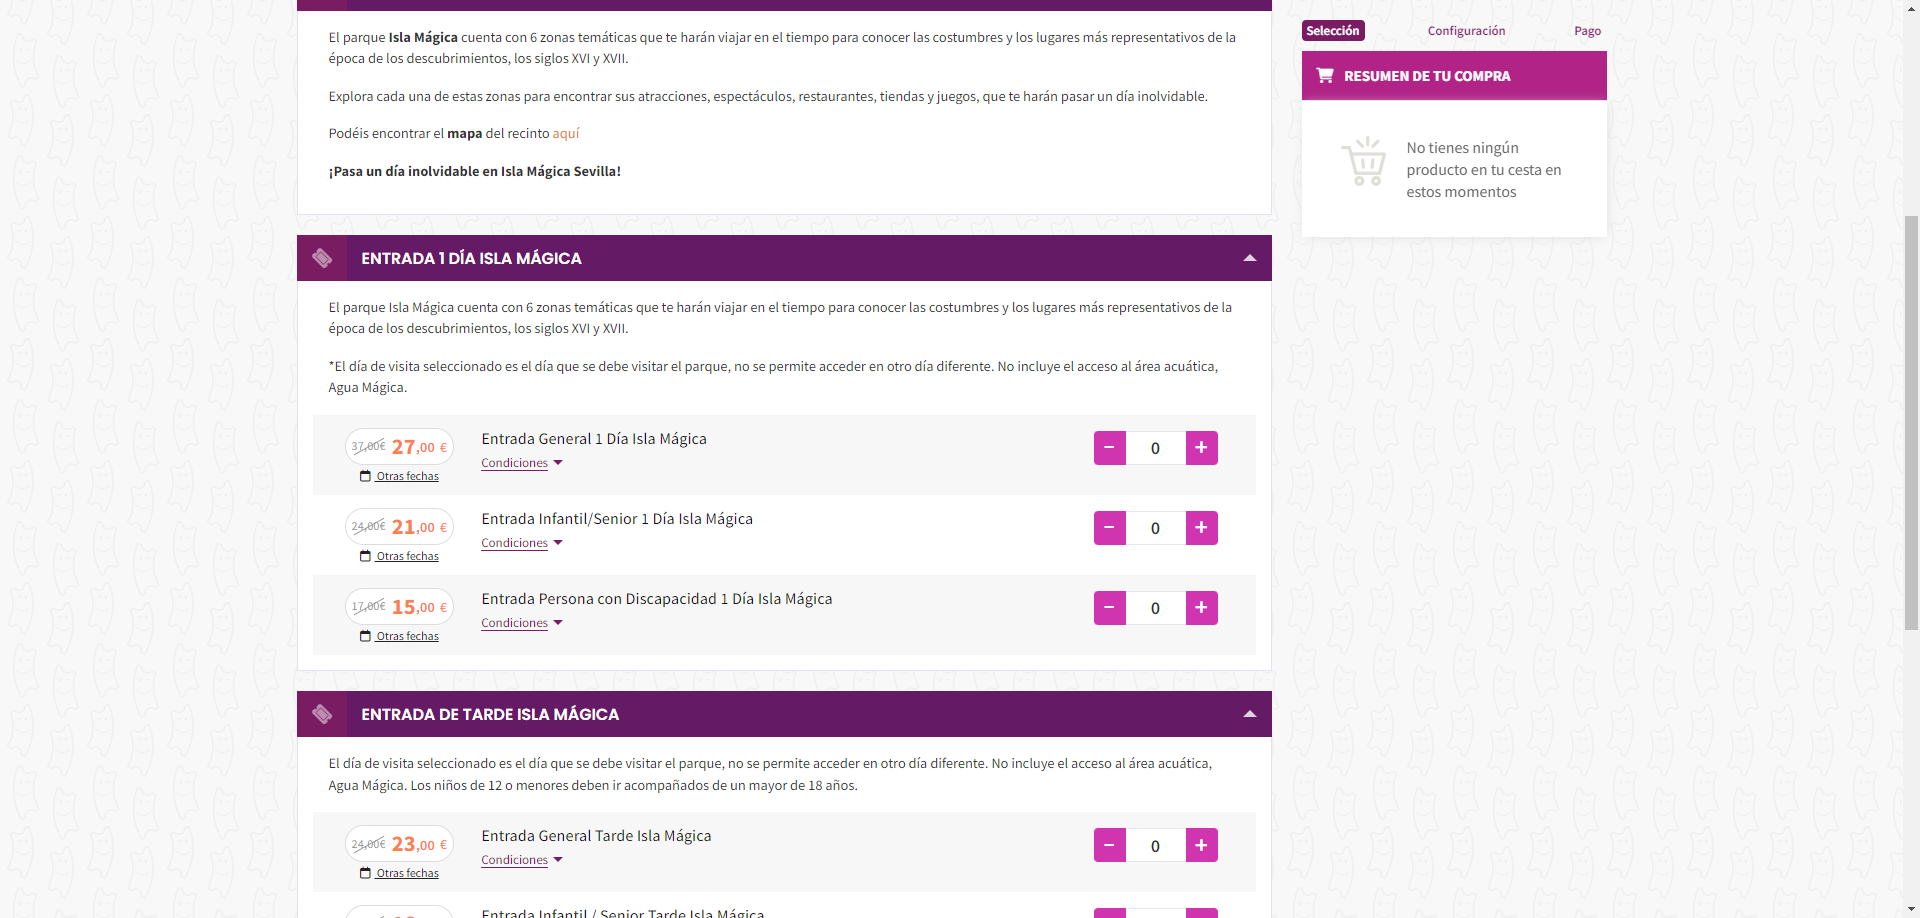 El parque Isla Mágica cuenta con 6 zonas temáticas que te harán viajar en el tiempo para conocer las costumbres y los lugares más representativos de la
época de los descubrimientos, los siglos XVI y XVII.
Explora cada una de estas zonas para encontrar sus atracciones, espectáculos, restaurantes, tiendas y juegos, que te harán pasar un día inolvidable.
Podéis encontrar el mapa del recinto aquí
¡Pasa un día inolvidable en Isla Mágica Sevilla!
ENTRADA 1 DÍA ISLA MÁGICA
El parque Isla Mágica cuenta con 6 zonas temáticas que te harán viajar en el tiempo para conocer las costumbres y los lugares más representativos de la
época de los descubrimientos, los siglos XVI y XVII.
*El día de visita seleccionado es el día que se debe visitar el parque, no se permite acceder en otro día diferente. No incluye el acceso al área acuática,
Agua Mágica.
37,00€ 27,00 € Entrada General 1 Día Isla Mágica − 0 +
Otras fechas Condiciones
24,00€ 21,00 € Entrada Infantil/Senior 1 Día Isla Mágica − 0 +
Otras fechas Condiciones
17,00€ 15,00 € Entrada Persona con Discapacidad 1 Día Isla Mágica − 0 +
Otras fechas Condiciones
ENTRADA DE TARDE ISLA MÁGICA
El día de visita seleccionado es el día que se debe visitar el parque, no se permite acceder en otro día diferente. No incluye el acceso al área acuática,
Agua Mágica. Los niños de 12 o menores deben ir acompañados de un mayor de 18 años.
24,00€ 23,00 € Entrada General Tarde Isla Mágica − 0 +
Otras fechas Condiciones
Entrada Infantil / Senior Tarde Isla Mágica
Selección Configuración Pago
RESUMEN DE TU COMPRA
No tienes ningún
producto en tu cesta en
estos momentos